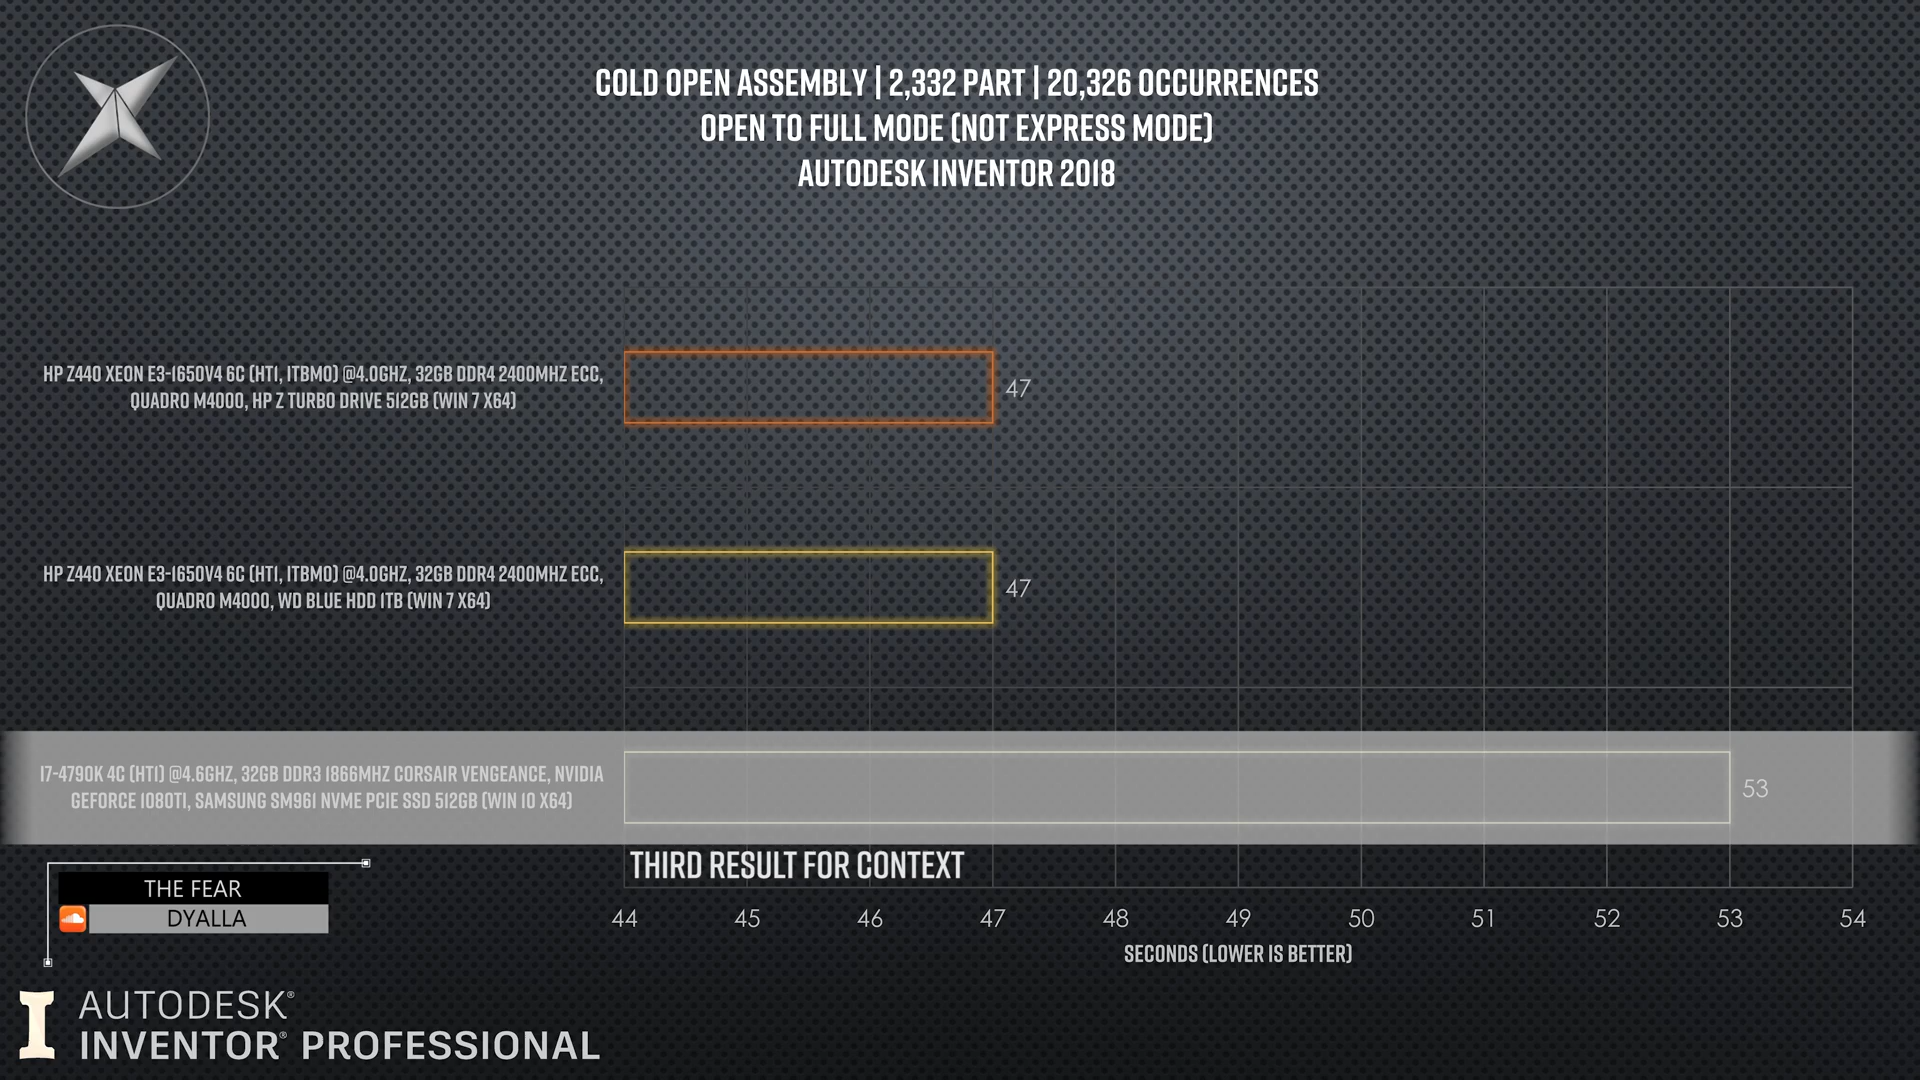 COLD OPEN ASSEMBLY | 2,332 PART | 20,326 OCCURRENCES
OPEN TO FULL MODE (NOT EXPRESS MODE)
AUTODESK INVENTOR 2018
HP Z440 XEON E3-1650V4 6C (HT1, ITBM0) @4.0GHZ, 32GB DDR4 2400MHZ ECC,
QUADRO M4000, HP Z TURBO DRIVE 512GB (WIN 7 X64)
47
HP Z440 XEON E3-1650V4 6C (HT1, ITBM0) @4.0GHZ, 32GB DDR4 2400MHZ ECC,
QUADRO M4000, WD BLUE HDD 1TB (WIN 7 X64)
47
I7-4790K 4C (HT1) @4.6GHZ, 32GB DDR3 1866MHZ CORSAIR VENGEANCE, NVIDIA
GEFORCE 1080TI, SAMSUNG SM961 NVME PCIE SSD 512GB (WIN 10 X64)
53
THIRD RESULT FOR CONTEXT
44 45 46 47 48 49 50 51 52 53 54
SECONDS (LOWER IS BETTER)
THE FEAR
DYALLA
AUTODESK®
INVENTOR® PROFESSIONAL